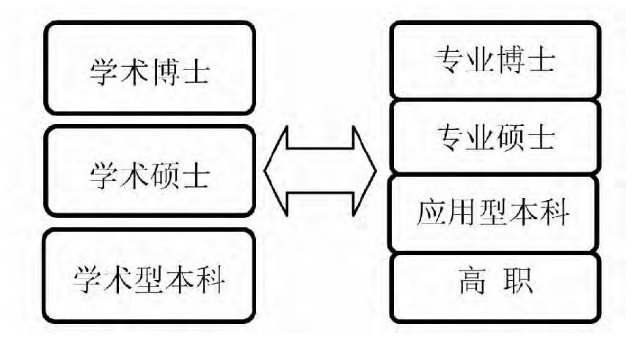 学术博士
学术硕士
学术型本科
专业博士
专业硕士
应用型本科
高 职